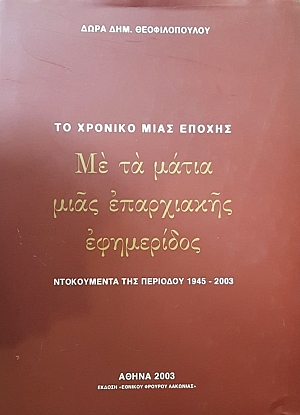 ΔΩΡΑ ΔΗΜ. ΘΕΟΦΙΛΟΠΟΥΛΟΥ
ΤΟ ΧΡΟΝΙΚΟ ΜΙΑΣ ΕΠΟΧΗΣ
Μὲ τὰ μάτια
μιᾶς ἐπαρχιακῆς
ἐφημερίδος
ΝΤΟΚΟΥΜΕΝΤΑ ΤΗΣ ΠΕΡΙΟΔΟΥ 1945 - 2003
ΑΘΗΝΑ 2003
ΕΚΔΟΣΗ «ΕΘΝΙΚΟΥ ΦΡΟΥΡΟΥ ΛΑΚΩΝΙΑΣ»